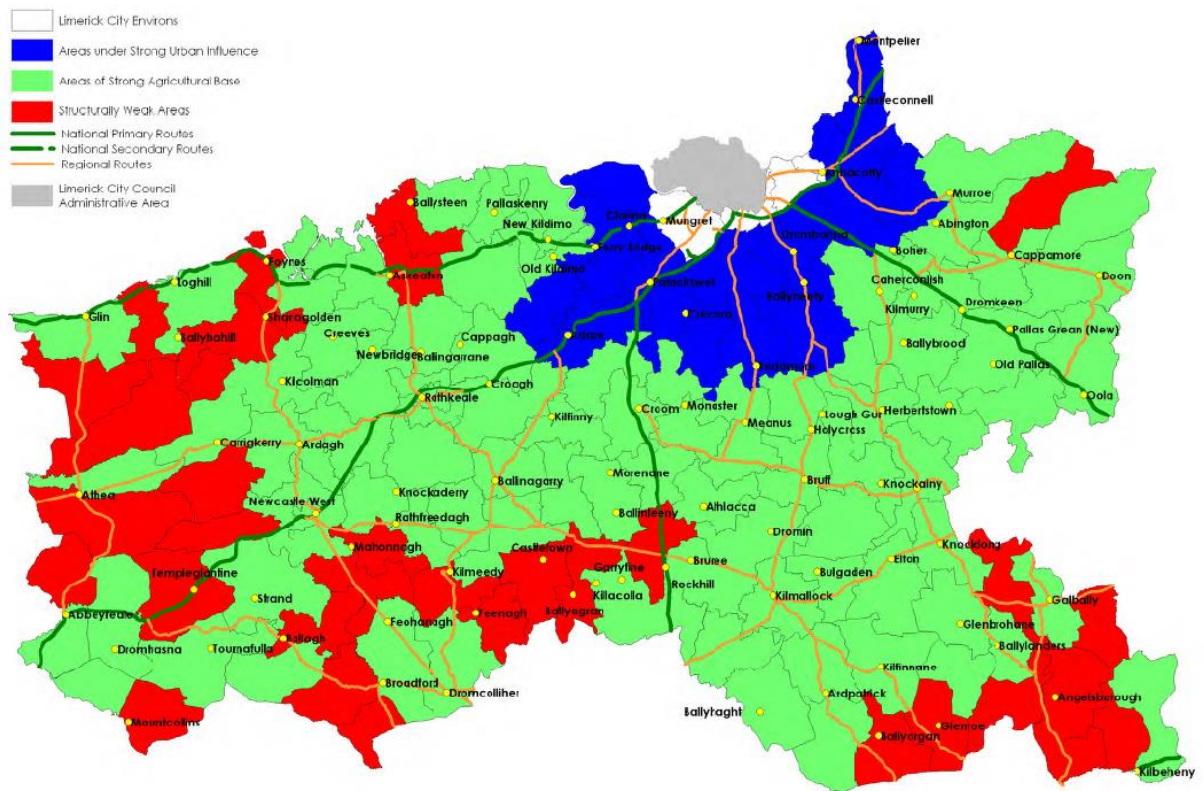 Limerick City Environs
Areas under Strong Urban Influence
Areas of Strong Agricultural Base
Structurally Weak Areas
National Primary Routes
National Secondary Routes
Regional Routes
Limerick City Council
Administrative Area
Montpelier
Castleconnell
Annacotty
Murroe
Abington
Ballysteen
Pallaskenry
New Kildimo
Clarina
Mungret
Ferry Bridge
Old Kildimo
Drombanna
Boher
Cappamore
Doon
Foynes
Askeaton
Loghill
Patrickswell
Ballyneety
Caherconlish
Kilmurry
Dromkeen
Glin
Shanagolden
Crecora
Pallas Grean (New)
Ballyhahill
Creeves
Cappagh
Adare
Newbridge
Ballingarrane
Ballybrood
Old Pallas
Fedamore
Kilcolman
Croagh
Rathkeale
Oola
Kilfinny
Croom
Monaster
Meanus
Lough Gur
Herbertstown
Holycross
Carrigkerry
Ardagh
Morenane
Athea
Knockaderry
Ballingarry
Bruff
Knockainy
Newcastle West
Rathfreedagh
Ballinleeny
Athlacca
Dromin
Mahonnagh
Castletown
Knocklong
Elton
Bruree
Templeglantine
Kilmeedy
Garryfine
Rockhill
Bulgaden
Strand
Killacolla
Ballyagran
Kilmallock
Galbally
Abbeyfeale
Feenagh
Feohanagh
Glenbrohane
Ballagh
Dromtrasna
Tournafulla
Ballylanders
Kilfinnane
Broadford
Dromcolliher
Ardpatrick
Anglesborough
Ballyhaght
Mountcollins
Glenroe
Ballyorgan
Kilbeheny